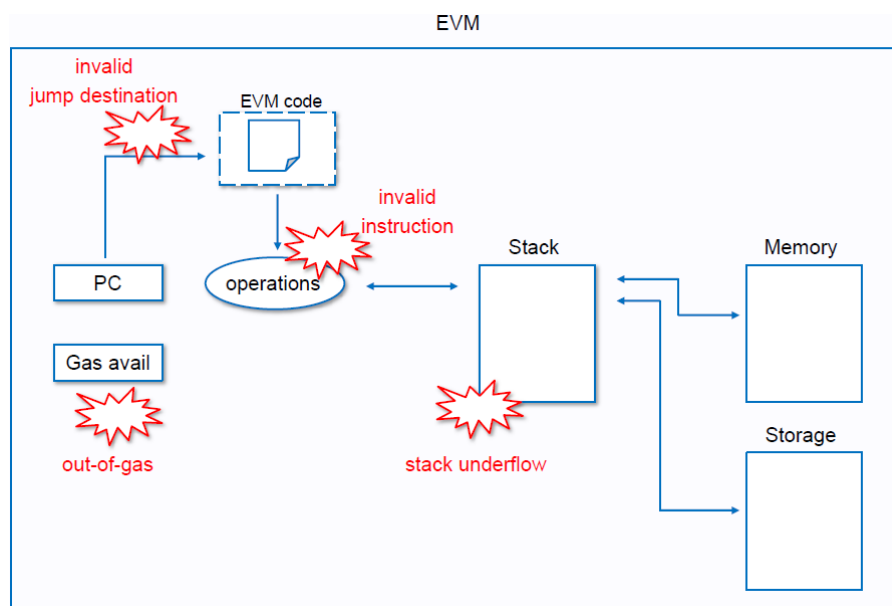 EVM
invalid
jump destination
EVM code
invalid
instruction
Stack
Memory
PC
operations
Gas avail
out-of-gas
stack underflow
Storage